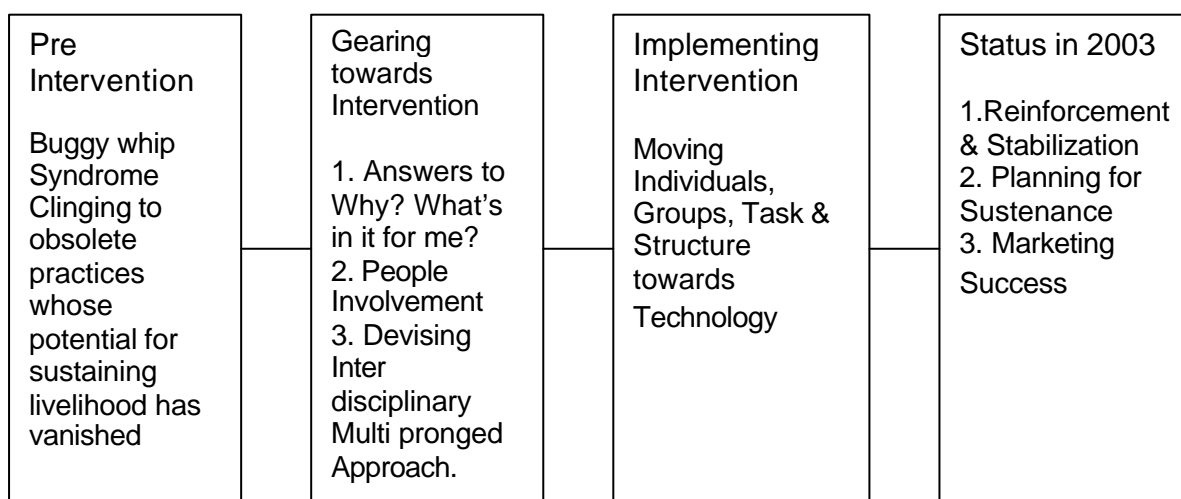 Pre
Intervention
Buggy whip
Syndrome
Clinging to
obsolete
practices
whose
potential for
sustaining
livelihood has
vanished
Gearing
towards
Intervention
1. Answers to
Why? What's
in it for me?
2. People
Involvement
3. Devising
Inter
disciplinary
Multi pronged
Approach.
Implementing
Intervention
Moving
Individuals,
Groups, Task &
Structure
towards
Technology
Status in 2003
1.Reinforcement
& Stabilization
2. Planning for
Sustenance
3. Marketing
Success